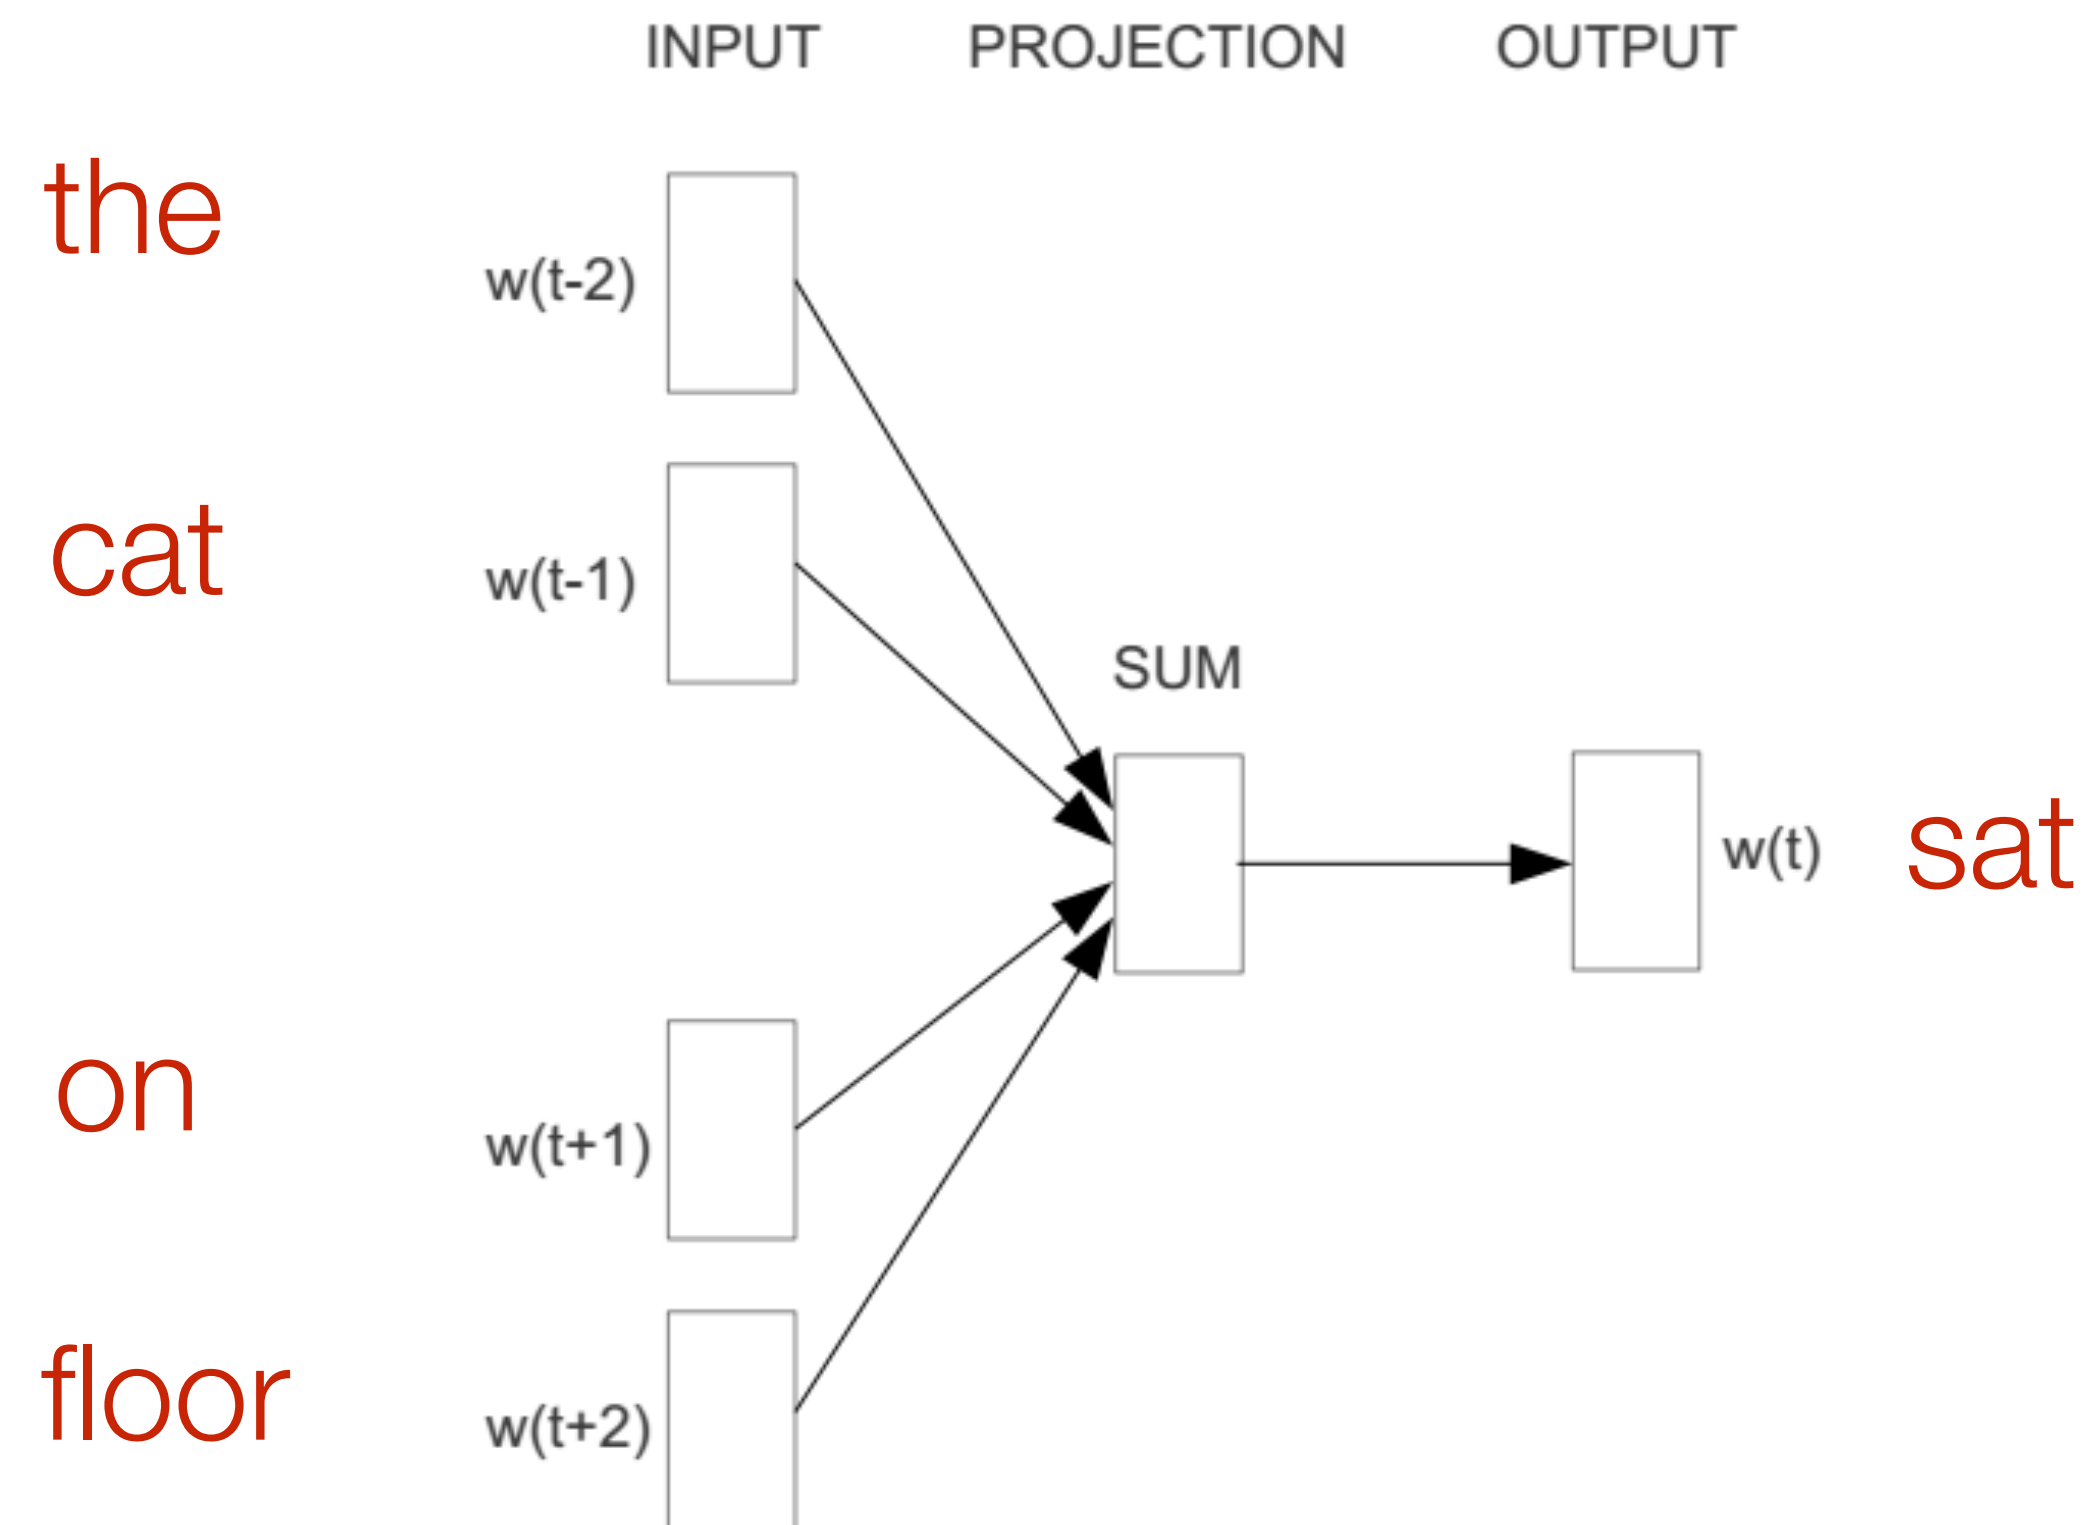 INPUT PROJECTION OUTPUT
the
w(t-2)
cat
w(t-1)
SUM
w(t) sat
on
w(t+1)
floor
w(t+2)